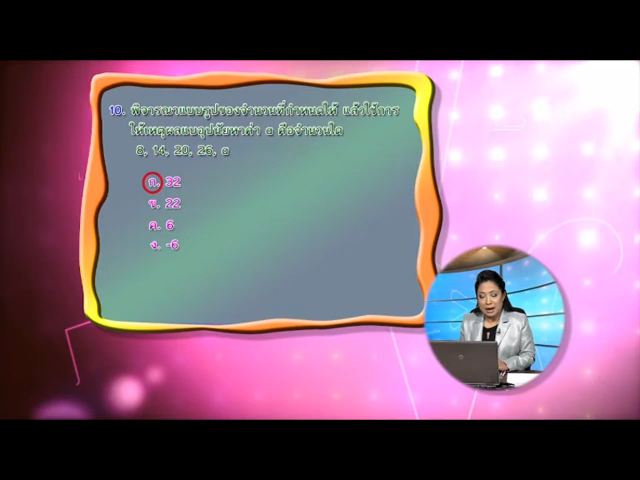 10. พิจารณาแบบรูปของจำนวนที่กำหนดให้ แล้วใช้การ
ให้เหตุผลแบบอุปนัยหาค่า a คือจำนวนใด
8, 14, 20, 26, a
ก. 32
ข. 22
ค. 6
ง. -6